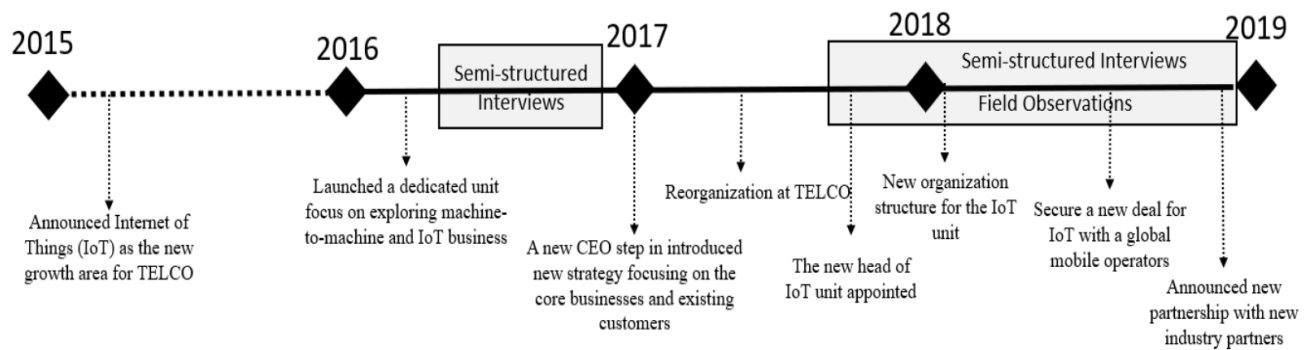 2015
2016
2017
2018
2019
Semi-structured
Interviews
Semi-structured Interviews
Field Observations
Announced Internet of
Things (IoT) as the new
growth area for TELCO
Launched a dedicated unit
focus on exploring machine-
to-machine and IoT business
A new CEO step in introduced
new strategy focusing on the
core businesses and existing
customers
Reorganization at TELCO
The new head of
IoT unit appointed
New organization
structure for the IoT
unit
Secure a new deal for
IoT with a global
mobile operators
Announced new
partnership with new
industry partners